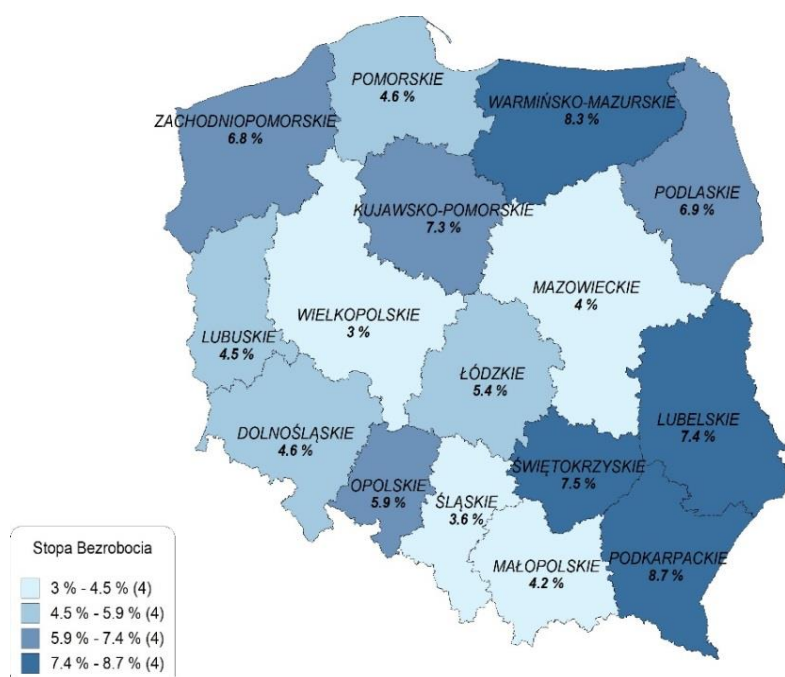 POMORSKIE
4.6 %
WARMIŃSKO-MAZURSKIE
8.3 %
ZACHODNIOPOMORSKIE
6.8 %
PODLASKIE
6.9 %
KUJAWSKO-POMORSKIE
7.3 %
MAZOWIECKIE
4 %
WIELKOPOLSKIE
3 %
LUBUSKIE
4.5 %
ŁÓDZKIE
5.4 %
LUBELSKIE
7.4 %
DOLNOŚLĄSKIE
4.6 %
ŚWIĘTOKRZYSKIE
7.5 %
OPOLSKIE
5.9 %
ŚLĄSKIE
3.6 %
PODKARPACKIE
8.7 %
MAŁOPOLSKIE
4.2 %
Stopa Bezrobocia
3 % - 4.5 % (4)
4.5 % - 5.9 % (4)
5.9 % - 7.4 % (4)
7.4 % - 8.7 % (4)